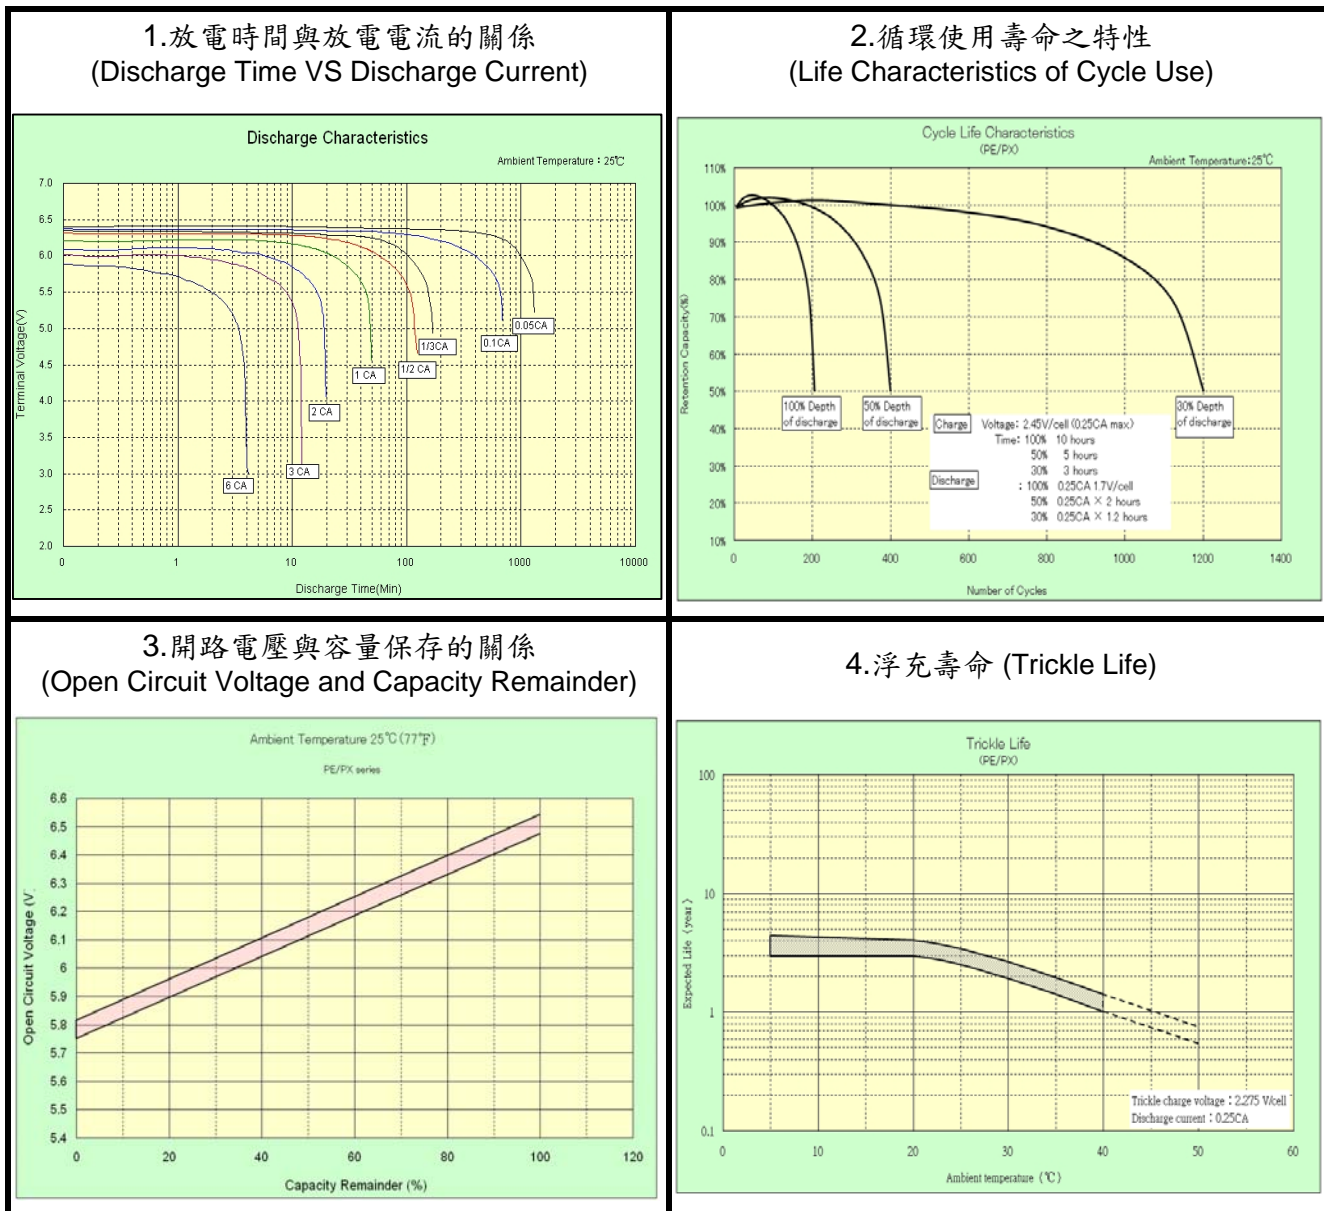 1.放電時間與放電電流的關係
(Discharge Time VS Discharge Current)
Discharge Characteristics
Ambient Temperature：25℃
7.0
6.5
6.0
5.5
5.0
4.5
4.0
3.5
3.0
2.5
2.0
Terminal Voltage(V)
0.05CA
0.1CA
1/3CA
1/2 CA
1 CA
2 CA
3 CA
6 CA
0 1 10 100 1000 10000
Discharge Time(Min)
2.循環使用壽命之特性
(Life Characteristics of Cycle Use)
Cycle Life Characteristics
(PE/PX)
Ambient Temperature:25℃
110%
100%
90%
80%
70%
60%
50%
40%
30%
20%
10%
Retention Capacity(%)
100% Depth
of discharge
50% Depth
of discharge
30% Depth
of discharge
Charge Voltage: 2.45V/cell (0.25CA max)
Time: 100% 10 hours
50% 5 hours
30% 3 hours
Discharge : 100% 0.25CA 1.7V/cell
50% 0.25CA × 2 hours
30% 0.25CA × 1.2 hours
0 200 400 600 800 1000 1200 1400
Number of Cycles
3.開路電壓與容量保存的關係
(Open Circuit Voltage and Capacity Remainder)
Ambient Temperature 25℃(77℉)
PE/PX series
6.6
6.5
6.4
6.3
6.2
6.1
6
5.9
5.8
5.7
5.6
5.5
5.4
Open Circuit Voltage (V
0 20 40 60 80 100 120
Capacity Remainder (%)
4.浮充壽命 (Trickle Life)
Trickle Life
(PE/PX)
100
10
1
0.1
Expected Life (year)
Trickle charge voltage：2.275 V/cell
Discharge current：0.25CA
0 10 20 30 40 50 60
Ambient temperature (℃)